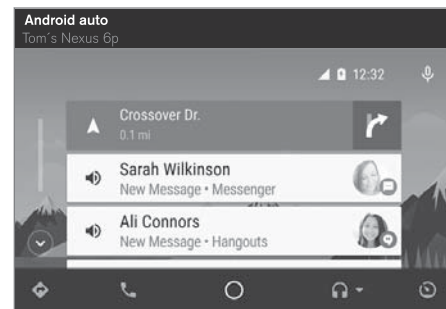 Android auto
Tom´s Nexus 6p
12:32
Crossover Dr.
0.1 mi
Sarah Wilkinson
New Message • Messenger
Ali Connors
New Message • Hangouts